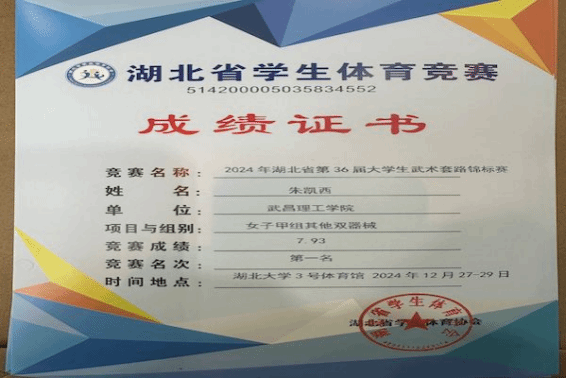 湖北省学生体育竞赛
514200005035834552
成绩证书
竞赛名称：2024年湖北省第36届大学生武术套路锦标赛
姓名：朱凯西
单位：武昌理工学院
项目与组别：女子甲组其他双器械
竞赛成绩：7.93
竞赛名次：第一名
时间地点：湖北大学3号体育馆 2024年12月27-29日
湖北省学生体育协会